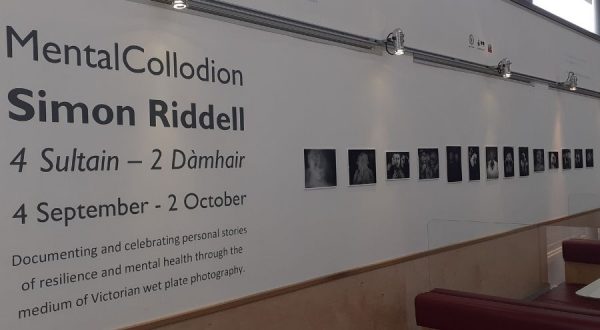 MentalCollodion
Simon Riddell
4 Sultain – 2 Dàmhair
4 September - 2 October
Documenting and celebrating personal stories
of resilience and mental health through the
medium of Victorian wet plate photography.